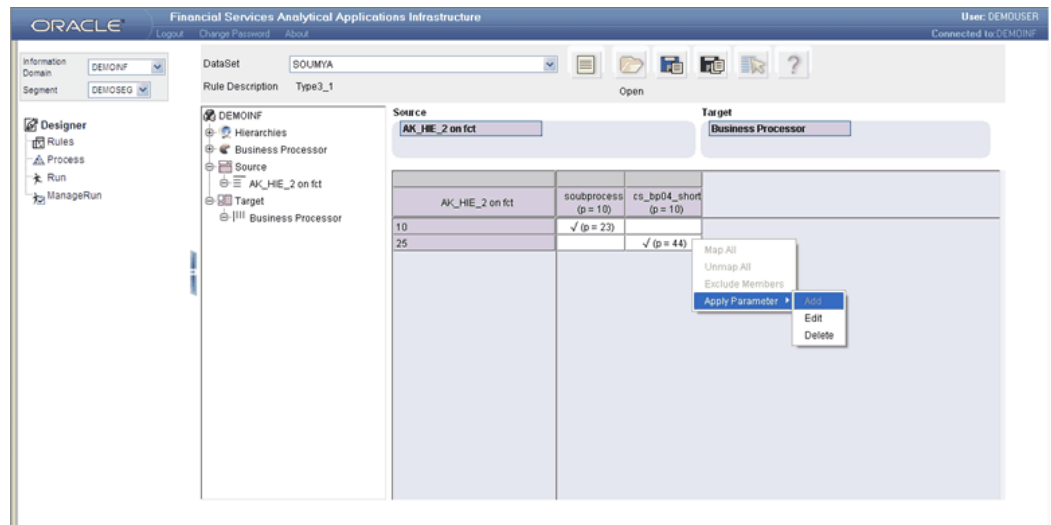 ORACLE
Financial Services Analytical Applications Infrastructure
User: DEMOUSER
Logout Change Password About
Connected to:DEMOINF
Information Domain
DEMOINF
Segment
DEMOSEG
DataSet
SOUMYA
Rule Description Type3_1
Open
?
Designer
Rules
Process
Run
ManageRun
DEMOINF
Hierarchies
Business Processor
Source
AK_HIE_2 on fct
Target
Business Processor
Source
AK_HIE_2 on fct
Target
Business Processor
AK_HIE_2 on fct
soubprocess (p = 10)
cs_bp04_short (p = 10)
10 √ (p = 23)
25 √ (p = 44)
Map All
Unmap All
Exclude Members
Apply Parameter
Add
Edit
Delete